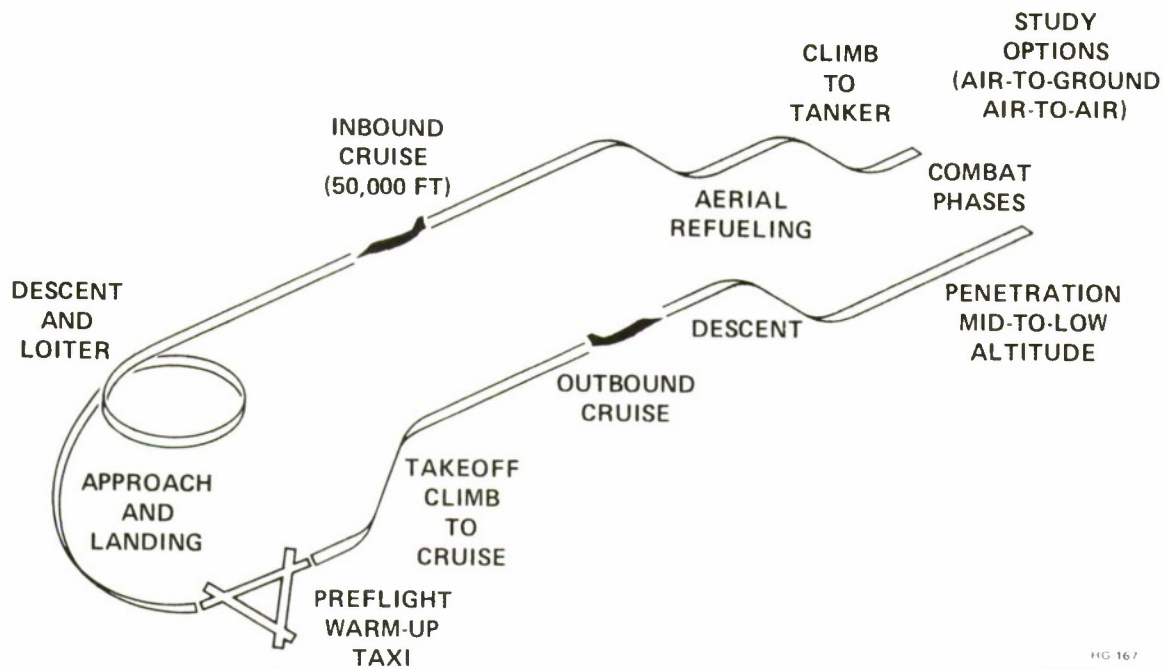 STUDY
OPTIONS
(AIR-TO-GROUND
AIR-TO-AIR)
CLIMB
TO
TANKER
INBOUND
CRUISE
(50,000 FT)
COMBAT
PHASES
AERIAL
REFUELING
DESCENT
AND
LOITER
PENETRATION
MID-TO-LOW
ALTITUDE
DESCENT
OUTBOUND
CRUISE
TAKEOFF
CLIMB
TO
CRUISE
APPROACH
AND
LANDING
PREFLIGHT
WARM-UP
TAXI
HG 167